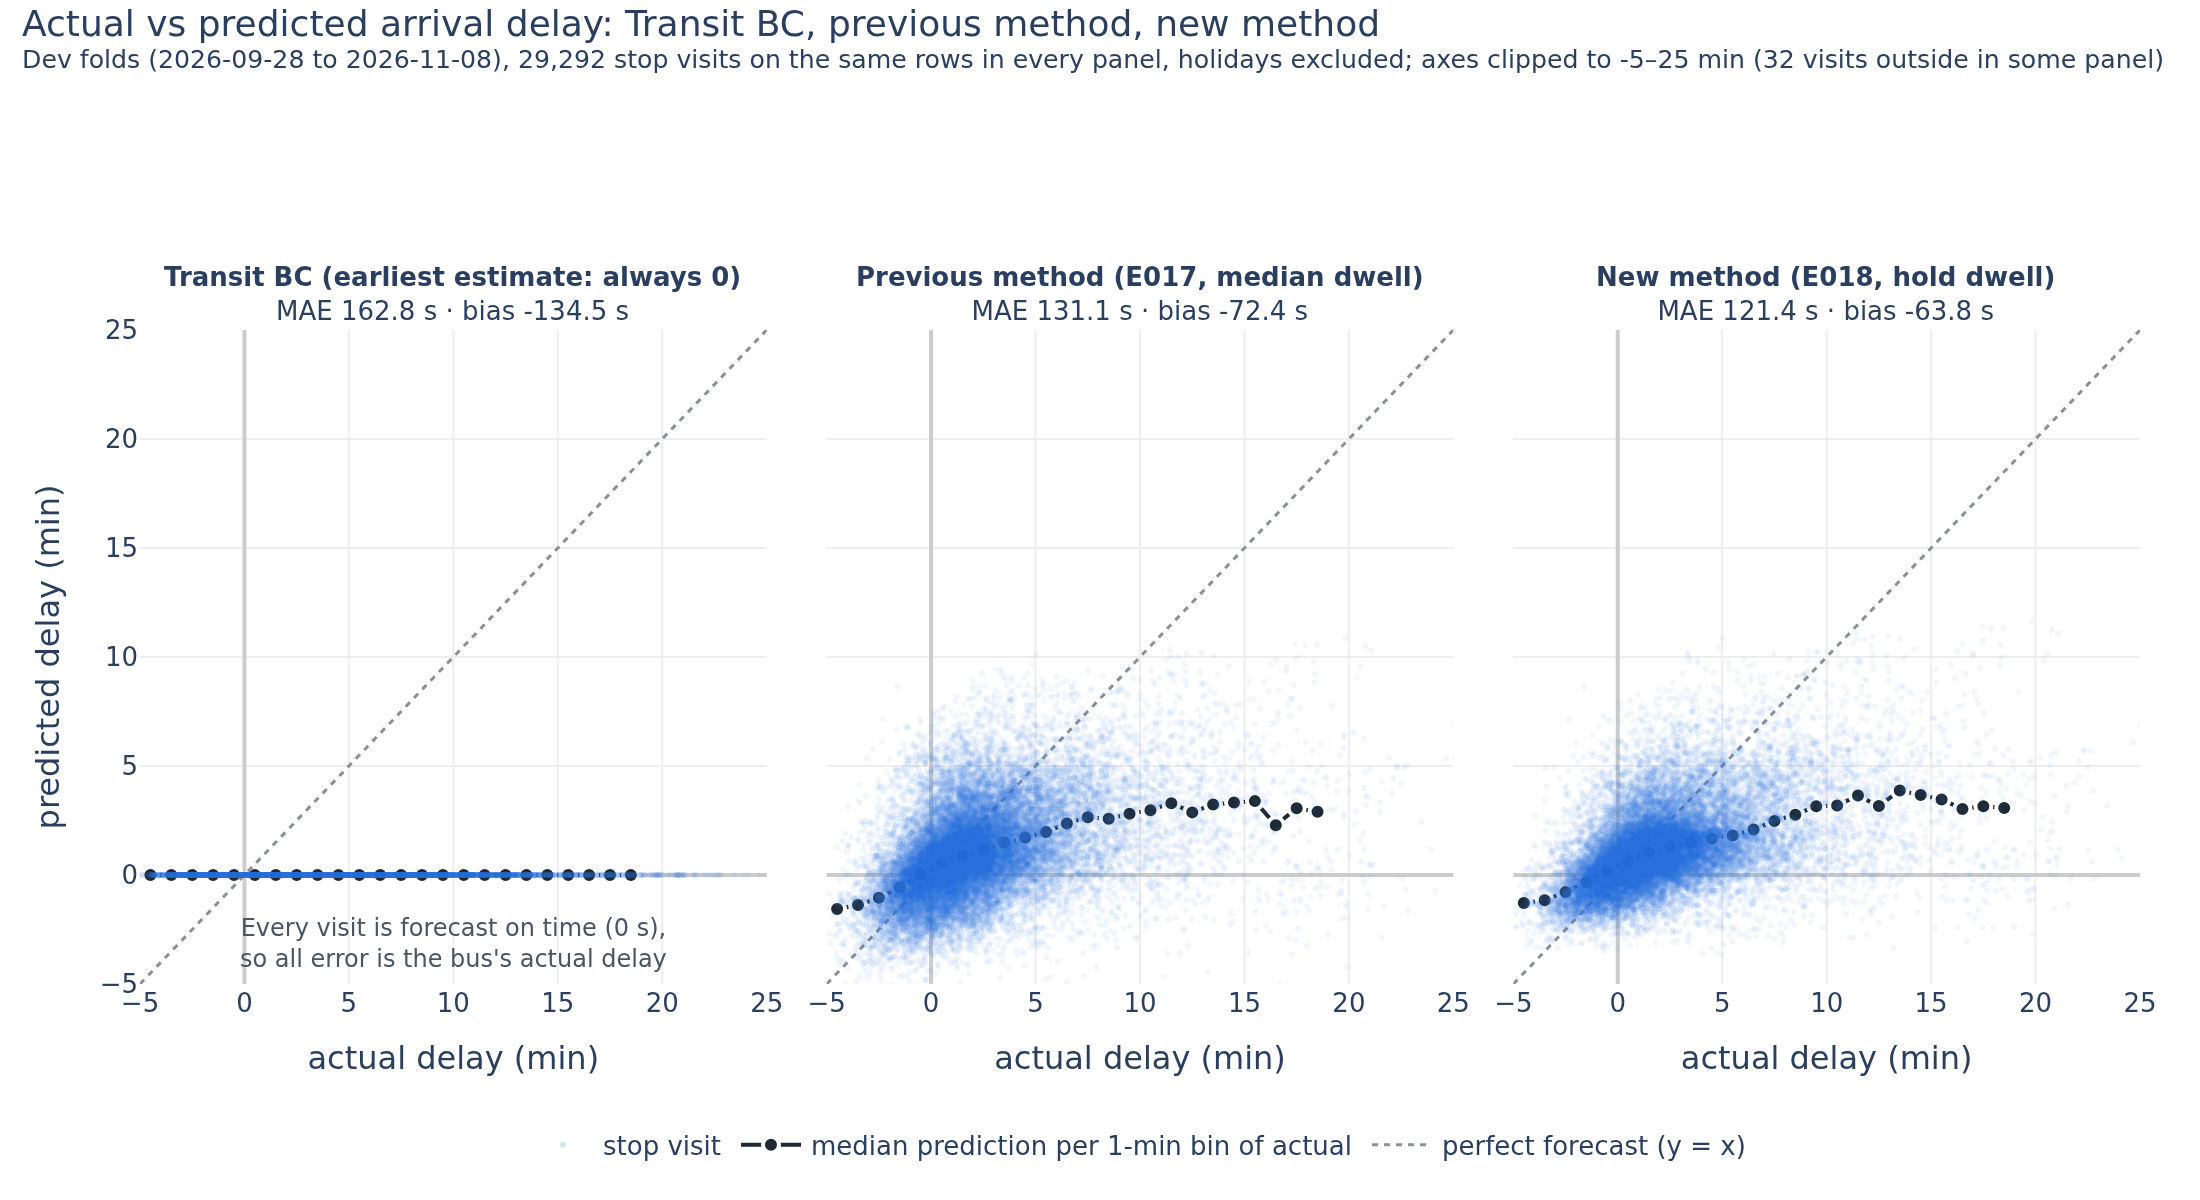 Actual vs predicted arrival delay: Transit BC, previous method, new method
Dev folds (2026-09-28 to 2026-11-08), 29,292 stop visits on the same rows in every panel, holidays excluded; axes clipped to -5–25 min (32 visits outside in some panel)
Transit BC (earliest estimate: always 0)
MAE 162.8 s · bias -134.5 s
Previous method (E017, median dwell)
MAE 131.1 s · bias -72.4 s
New method (E018, hold dwell)
MAE 121.4 s · bias -63.8 s
predicted delay (min)
25
20
15
10
5
0
−5
Every visit is forecast on time (0 s),
so all error is the bus's actual delay
−5 0 5 10 15 20 25
−5 0 5 10 15 20 25
−5 0 5 10 15 20 25
actual delay (min)
actual delay (min)
actual delay (min)
stop visit
median prediction per 1-min bin of actual
perfect forecast (y = x)